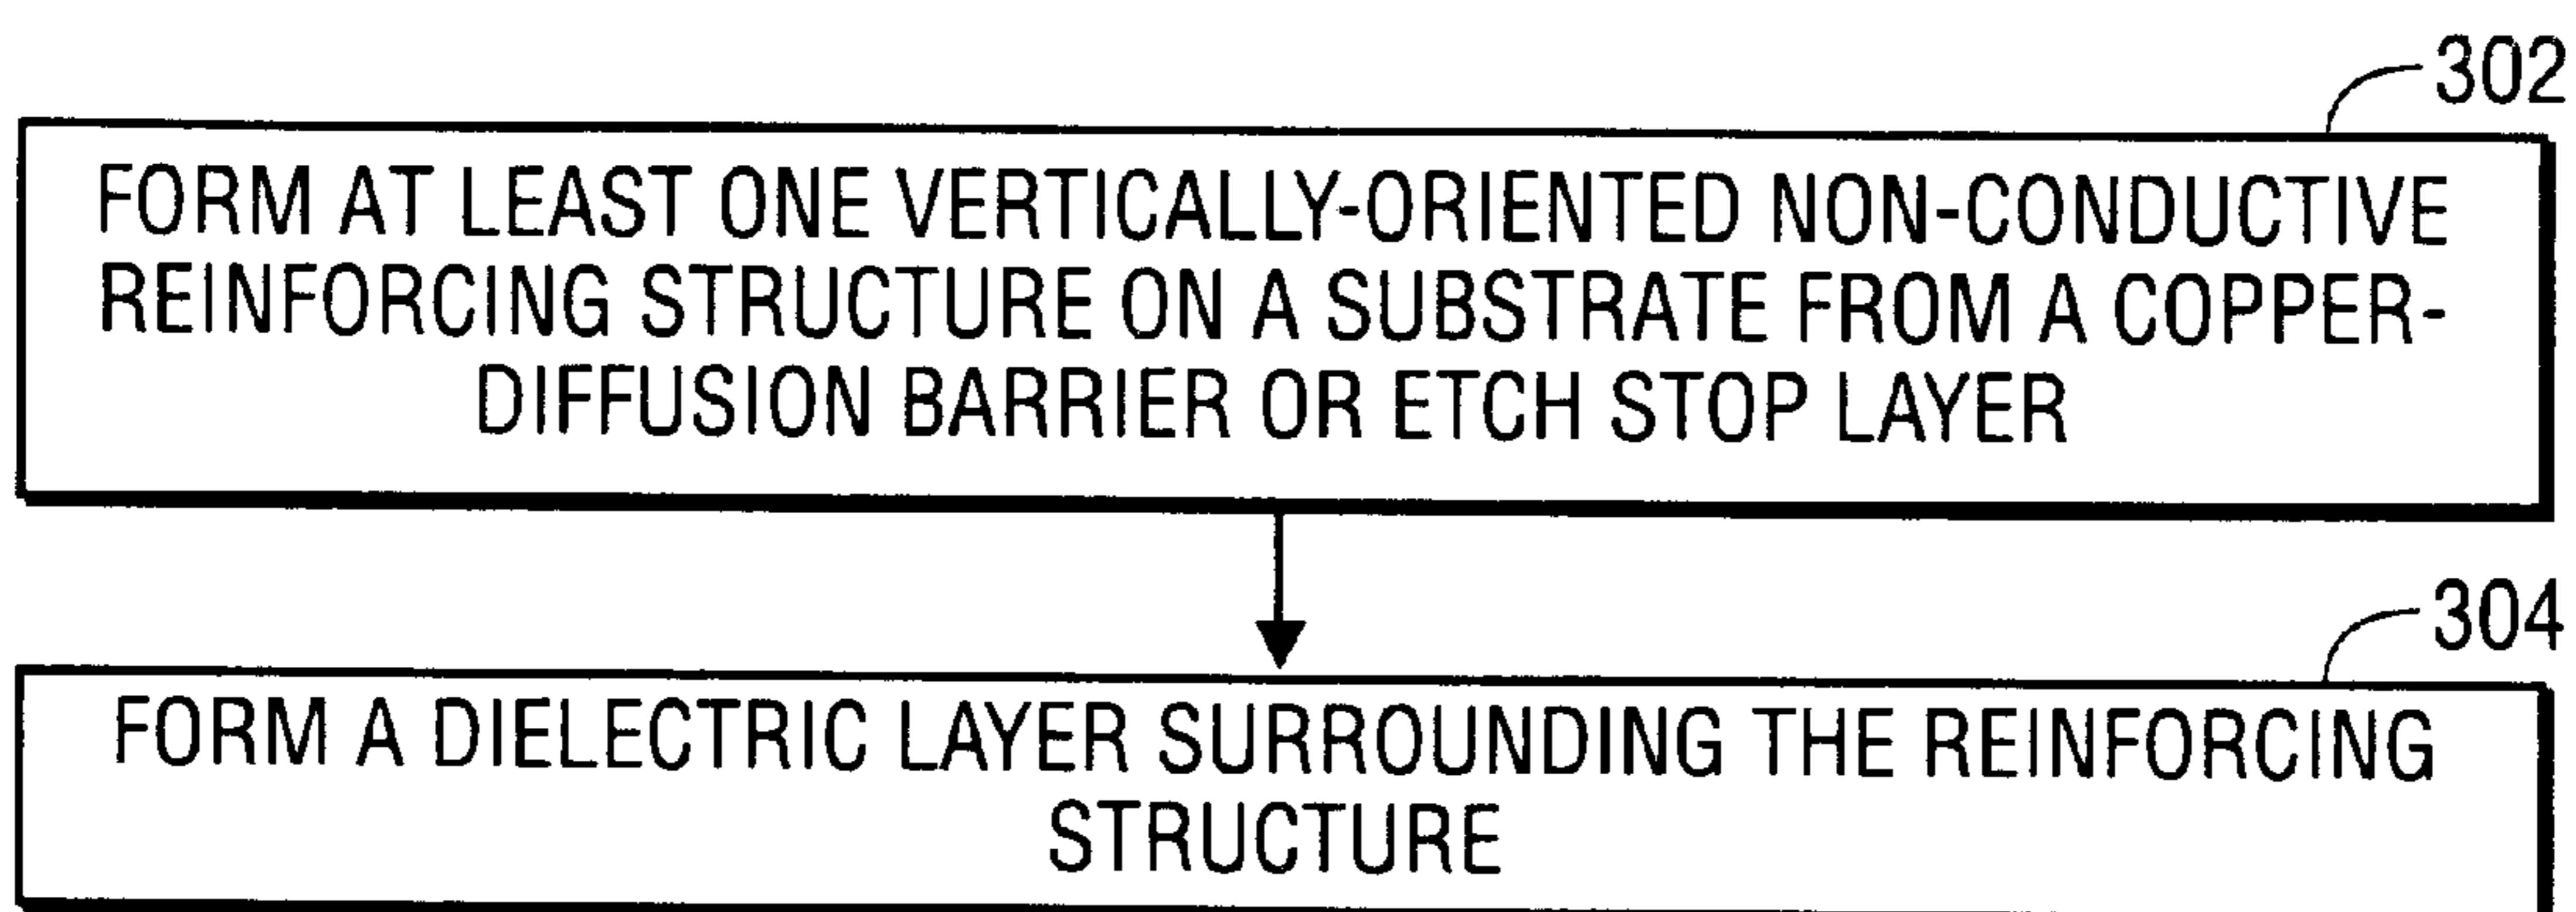 302
FORM AT LEAST ONE VERTICALLY-ORIENTED NON-CONDUCTIVE
REINFORCING STRUCTURE ON A SUBSTRATE FROM A COPPER-
DIFFUSION BARRIER OR ETCH STOP LAYER
304
FORM A DIELECTRIC LAYER SURROUNDING THE REINFORCING
STRUCTURE